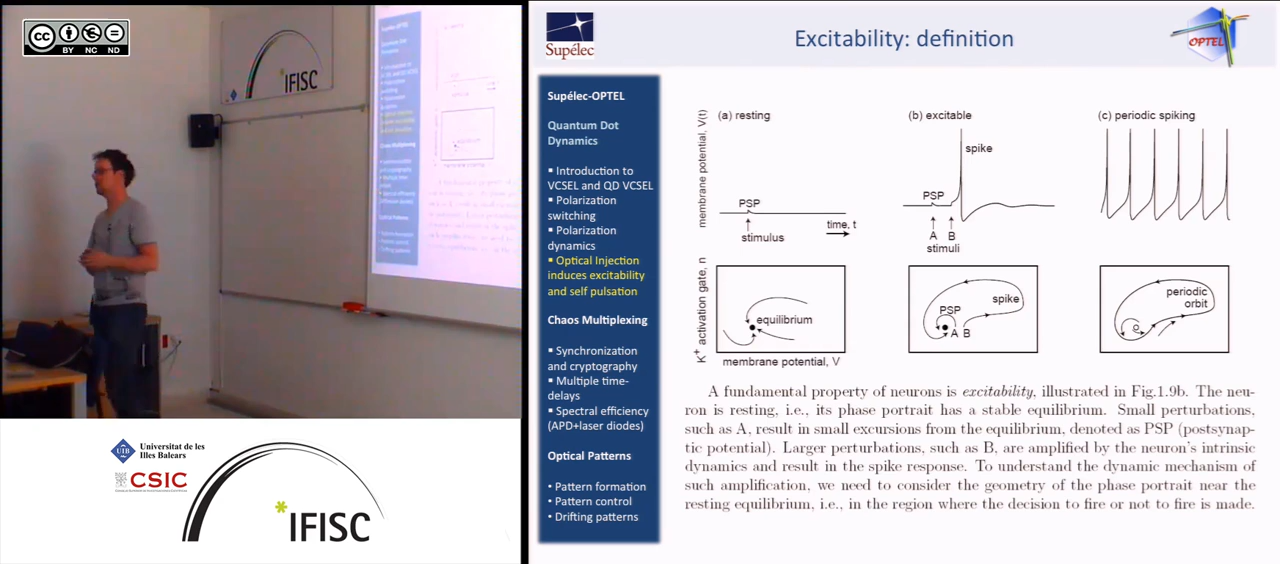 CC BY NC ND
IFISC
Universitat de les
Illes Balears
UIB
CSIC
IFISC
Supélec
Excitability: definition
OPTEL
Supélec-OPTEL
Quantum Dot
Dynamics
▪ Introduction to
VCSEL and QD VCSEL
▪ Polarization
switching
▪ Polarization
dynamics
▪ Optical Injection
induces excitability
and self pulsation
Chaos Multiplexing
▪ Synchronization
and cryptography
▪ Multiple time-
delays
▪ Spectral efficiency
(APD+laser diodes)
Optical Patterns
• Pattern formation
• Pattern control
• Drifting patterns
(a) resting
(b) excitable
(c) periodic spiking
membrane potential, V(t)
PSP
stimulus
time, t
PSP
spike
A B
stimuli
K+ activation gate, n
equilibrium
membrane potential, V
PSP
A B
spike
periodic
orbit
A fundamental property of neurons is excitability, illustrated in Fig.1.9b. The neu-
ron is resting, i.e., its phase portrait has a stable equilibrium. Small perturbations,
such as A, result in small excursions from the equilibrium, denoted as PSP (postsynap-
tic potential). Larger perturbations, such as B, are amplified by the neuron's intrinsic
dynamics and result in the spike response. To understand the dynamic mechanism of
such amplification, we need to consider the geometry of the phase portrait near the
resting equilibrium, i.e., in the region where the decision to fire or not to fire is made.